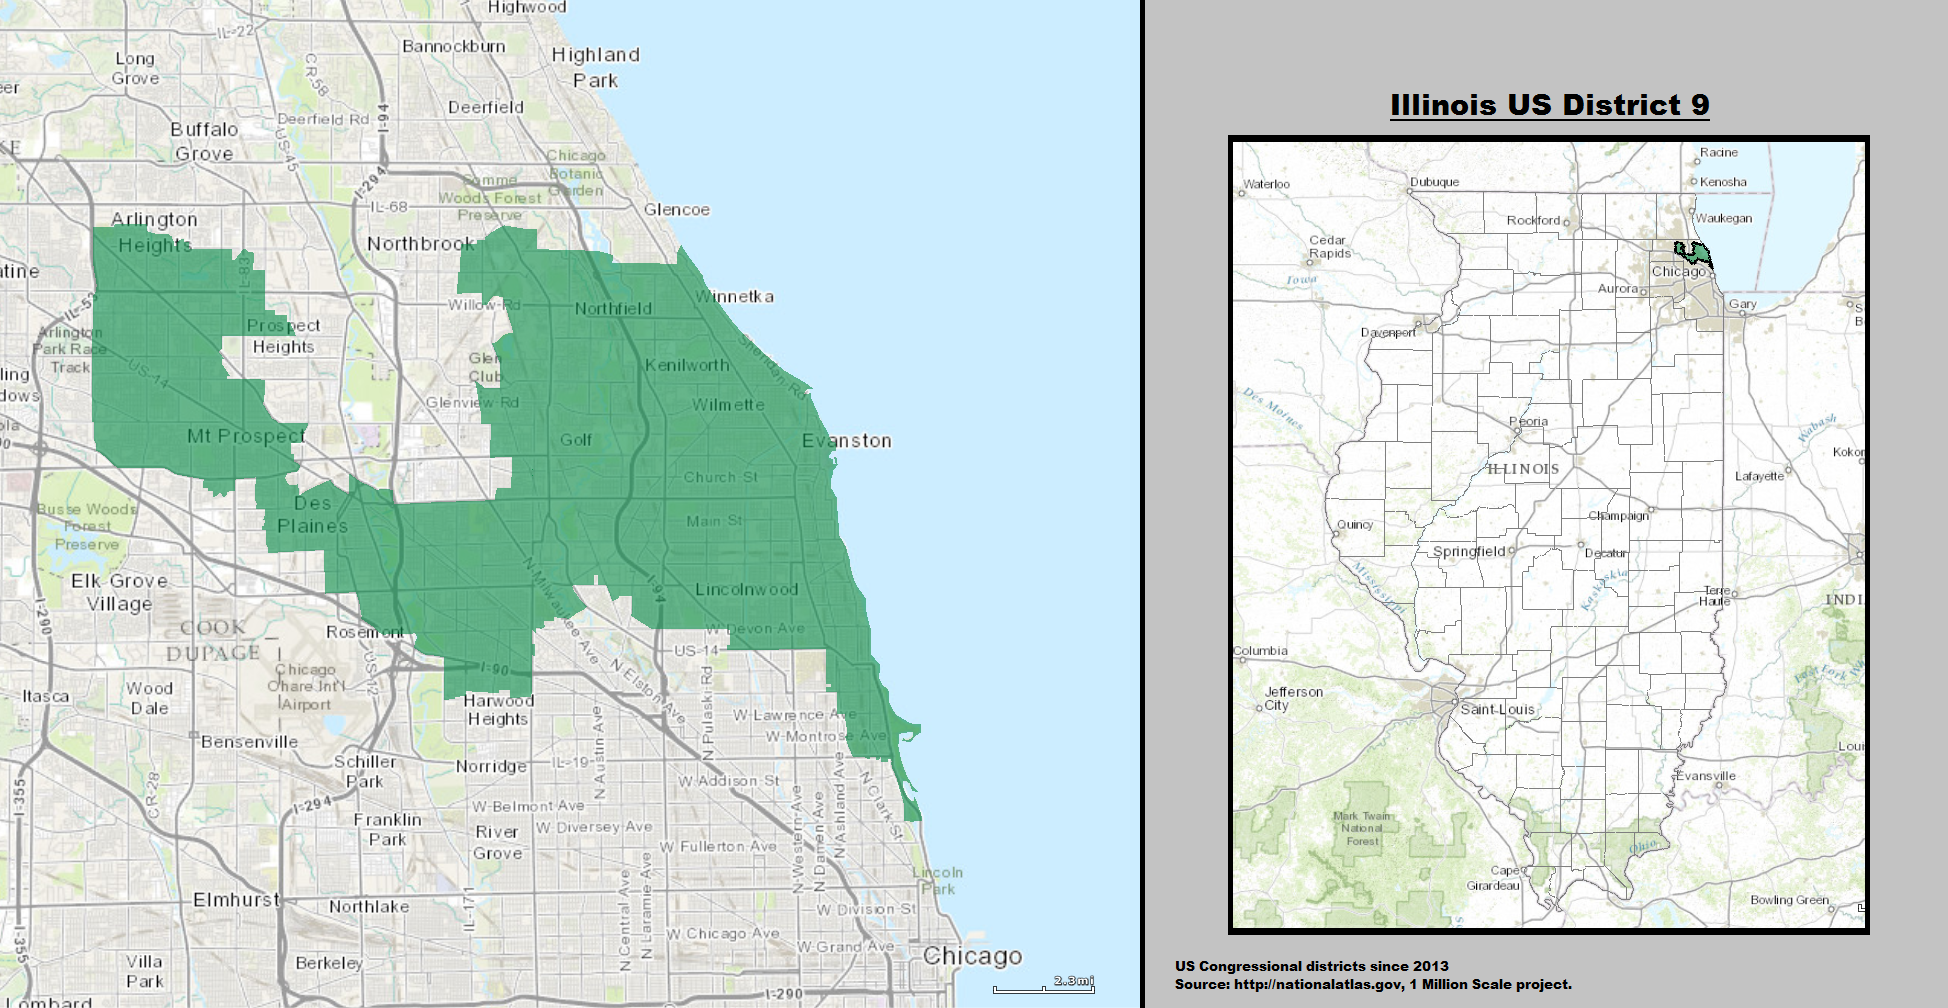 Highwood
IL-22
Bannockburn
Highland
Park
Long
Grove
CR-58
Deerfield
I-94
Deerfield Rd
Buffalo
Grove
US-45
Chicago
Botanic
Garden
I-294
Somme
Woods Forest
Preserve
IL-68
Glencoe
Arlington
Heights
Northbrook
IL-83
Winnetka
Willow-Rd
Northfield
IL-53
Arlington
Park Race
Track
Prospect
Heights
Sheridan-Rd
Glen
Club
Kenilworth
US-14
Glenview-Rd
Wilmette
Mt Prospect
Golf
Evanston
Church St
Des
Plaines
Busse Woods
Forest
Preserve
Main St
Elk Grove
Village
N-Milwaukee-Ave
I-94
Lincolnwood
I-290
COOK
DUPAGE
Rosemont
W Devon Ave
US-14
I-90
N Elston Ave
N Pulaski Rd
Chicago
Ohare Int'l
Airport
Itasca
Wood
Dale
Harwood
Heights
W Lawrence Ave
W Montrose Ave
Bensenville
N Austin Ave
Schiller
Park
Norridge
IL-19
W Addison St
N Clark St
I-355
CR-28
I-294
W Belmont Ave
N Ashland Ave
N Western Ave
N Damen Ave
Franklin
Park
River
Grove
W Diversey Ave
W Fullerton Ave
Lincoln
Park
Elmhurst
Northlake
IL-171
N Central Ave
N Laramie Ave
W Division St
I-355
W Chicago Ave
W Grand Ave
Chicago
Villa
Park
Berkeley
2.3mi
I-290
Lombard
Illinois US District 9
Racine
Waterloo
Dubuque
Kenosha
Rockford
Waukegan
Cedar
Rapids
Chicago
Iowa
Aurora
Gary
Davenport
Des Moines
Peoria
Wabash
ILLINOIS
Lafayette
Quincy
Champaign
Springfield
Decatur
Mississippi
Kaskaskia
Terre
Haute
Columbia
Jefferson
City
Saint Louis
Evansville
Mark Twain
National
Forest
Ohio
Cape
Girardeau
Bowling Green
US Congressional districts since 2013
Source: http://nationalatlas.gov, 1 Million Scale project.